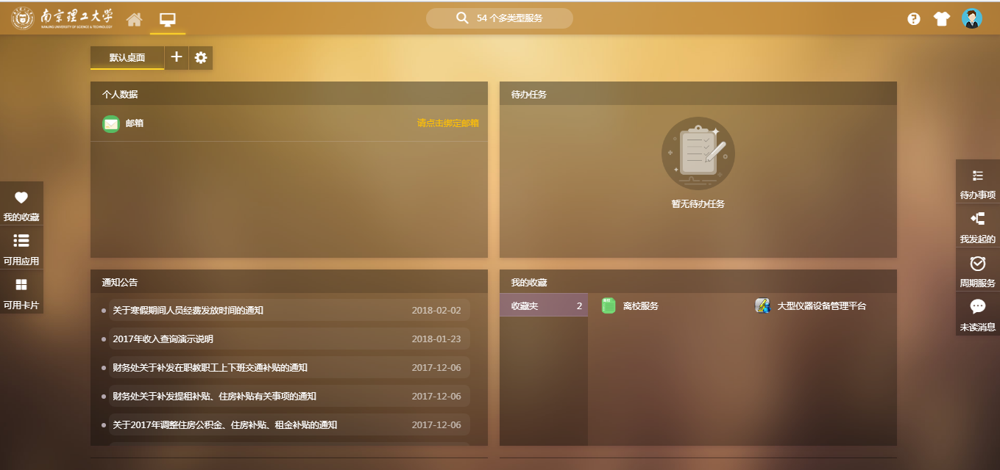 南京理工大学
NANJING UNIVERSITY OF SCIENCE & TECHNOLOGY
54 个多类型服务
默认桌面
个人数据
邮箱
请点击绑定邮箱
待办任务
暂无待办任务
我的收藏
可用应用
可用卡片
待办事项
我发起的
周期服务
未读消息
通知公告
关于寒假期间人员经费发放时间的通知 2018-02-02
2017年收入查询演示说明 2018-01-23
财务处关于补发在职教职工上下班交通补贴的通知 2017-12-06
财务处关于补发提租补贴、住房补贴有关事项的通知 2017-12-06
关于2017年调整住房公积金、住房补贴、租金补贴的通知 2017-12-06
我的收藏
收藏夹 2
离校服务
大型仪器设备管理平台